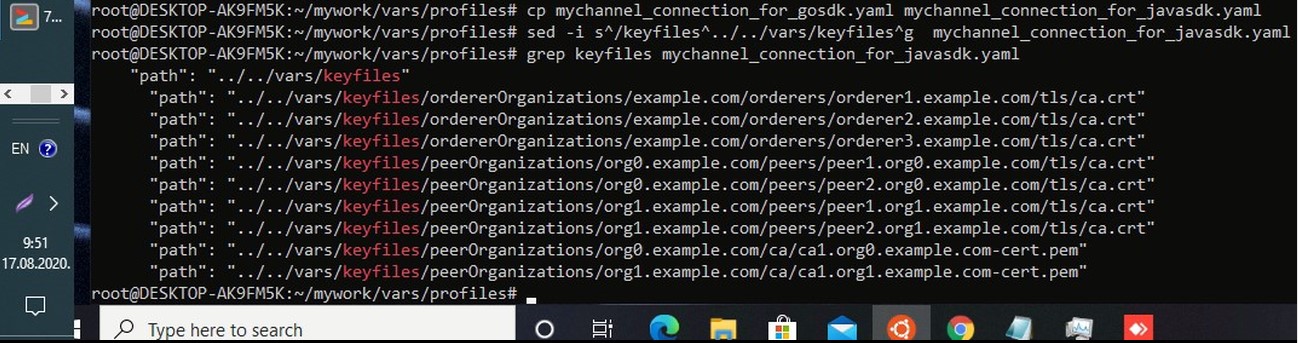 7...
root@DESKTOP-AK9FM5K:~/mywork/vars/profiles# cp mychannel_connection_for_gosdk.yaml mychannel_connection_for_javasdk.yaml
root@DESKTOP-AK9FM5K:~/mywork/vars/profiles# sed -i s^/keyfiles^../../vars/keyfiles^g  mychannel_connection_for_javasdk.yaml
root@DESKTOP-AK9FM5K:~/mywork/vars/profiles# grep keyfiles mychannel_connection_for_javasdk.yaml
"path": "../../vars/keyfiles"
"path": "../../vars/keyfiles/ordererOrganizations/example.com/orderers/orderer1.example.com/tls/ca.crt"
"path": "../../vars/keyfiles/ordererOrganizations/example.com/orderers/orderer2.example.com/tls/ca.crt"
"path": "../../vars/keyfiles/ordererOrganizations/example.com/orderers/orderer3.example.com/tls/ca.crt"
"path": "../../vars/keyfiles/peerOrganizations/org0.example.com/peers/peer1.org0.example.com/tls/ca.crt"
"path": "../../vars/keyfiles/peerOrganizations/org0.example.com/peers/peer2.org0.example.com/tls/ca.crt"
"path": "../../vars/keyfiles/peerOrganizations/org1.example.com/peers/peer1.org1.example.com/tls/ca.crt"
"path": "../../vars/keyfiles/peerOrganizations/org1.example.com/peers/peer2.org1.example.com/tls/ca.crt"
"path": "../../vars/keyfiles/peerOrganizations/org0.example.com/ca/ca1.org0.example.com-cert.pem"
"path": "../../vars/keyfiles/peerOrganizations/org1.example.com/ca/ca1.org1.example.com-cert.pem"
root@DESKTOP-AK9FM5K:~/mywork/vars/profiles#
EN
9:51
17.08.2020.
Type here to search